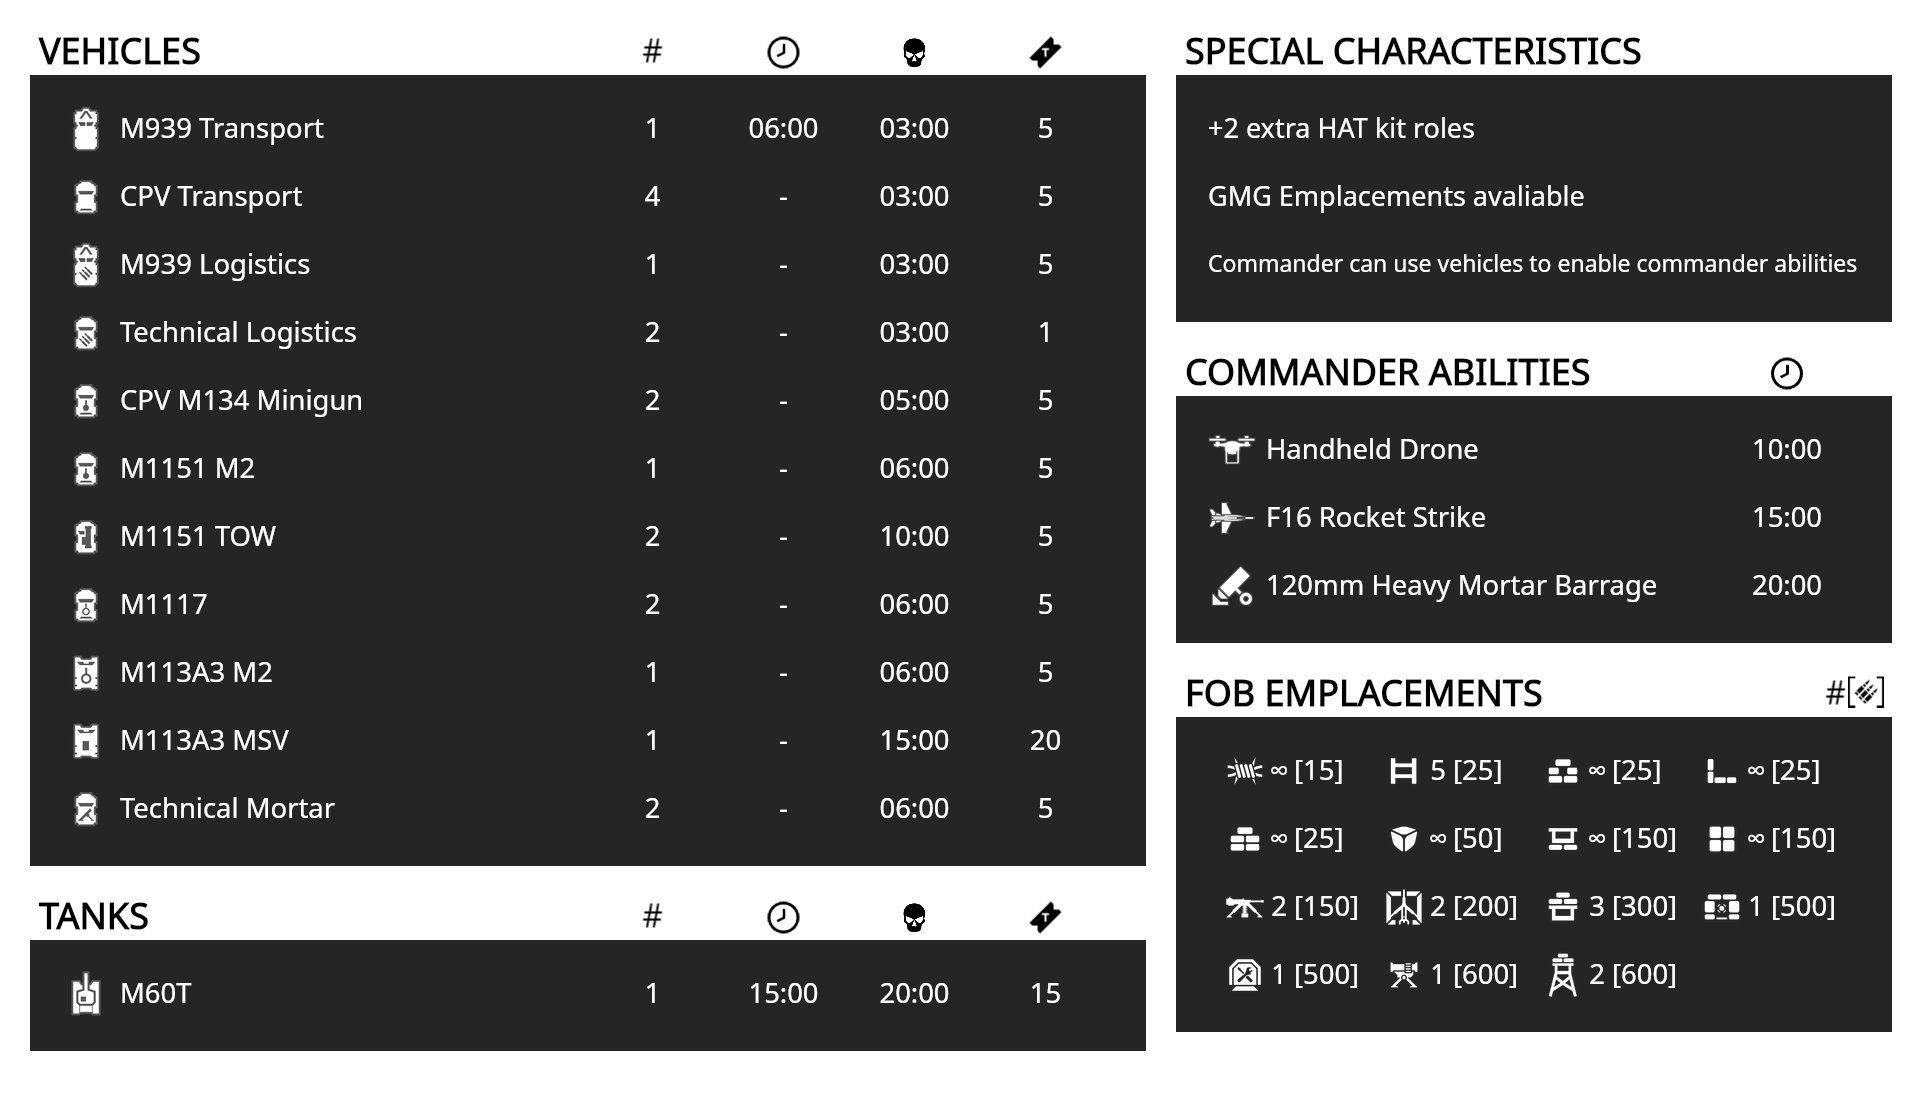 VEHICLES #
M939 Transport 1 06:00 03:00 5
CPV Transport 4 - 03:00 5
M939 Logistics 1 - 03:00 5
Technical Logistics 2 - 03:00 1
CPV M134 Minigun 2 - 05:00 5
M1151 M2 1 - 06:00 5
M1151 TOW 2 - 10:00 5
M1117 2 - 06:00 5
M113A3 M2 1 - 06:00 5
M113A3 MSV 1 - 15:00 20
Technical Mortar 2 - 06:00 5
TANKS #
M60T 1 15:00 20:00 15
SPECIAL CHARACTERISTICS
+2 extra HAT kit roles
GMG Emplacements avaliable
Commander can use vehicles to enable commander abilities
COMMANDER ABILITIES
Handheld Drone 10:00
F16 Rocket Strike 15:00
120mm Heavy Mortar Barrage 20:00
FOB EMPLACEMENTS #[]
∞ [15] 5 [25] ∞ [25] ∞ [25]
∞ [25] ∞ [50] ∞ [150] ∞ [150]
2 [150] 2 [200] 3 [300] 1 [500]
1 [500] 1 [600] 2 [600]